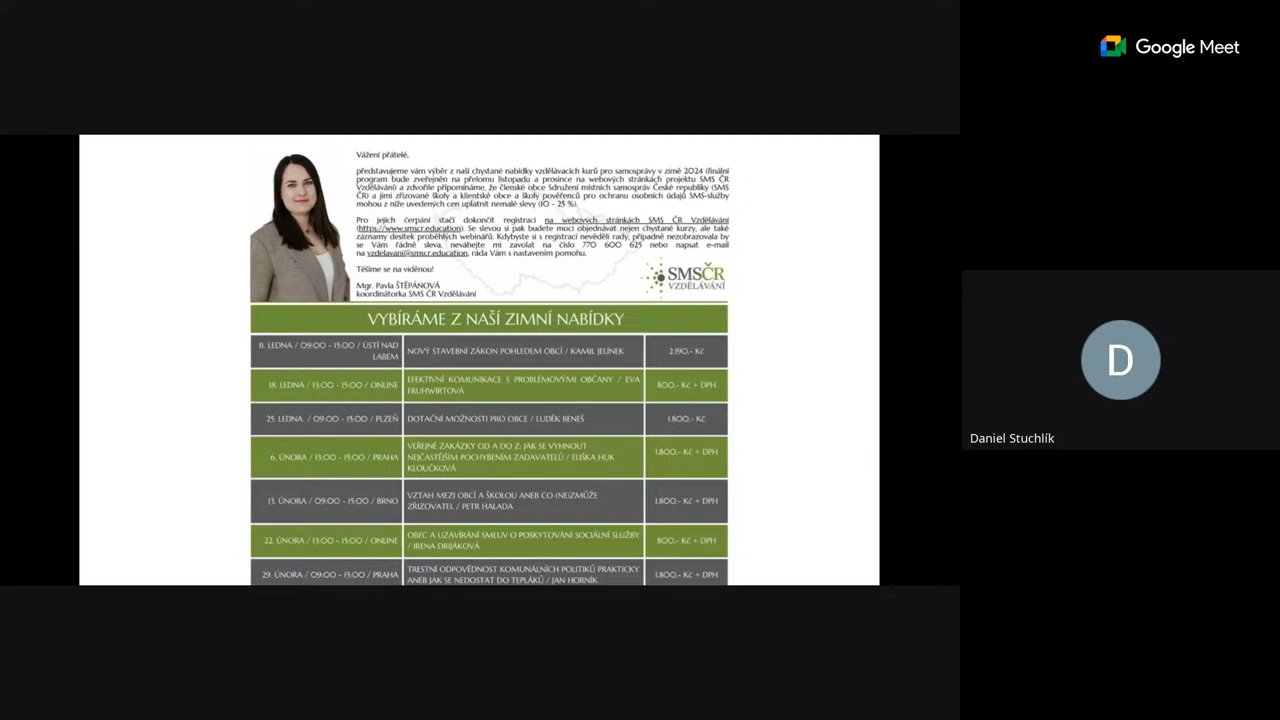 Google Meet
Vážení přátelé,
představujeme vám výběr z naší chystané nabídky vzdělávacích kurů pro samosprávy v zimě 2024 (finální
program bude zveřejněn na přelomu listopadu a prosince na webových stránkách projektu SMS ČR
Vzdělávání) a zdvořile připomínáme, že členské obce Sdružení místních samospráv České republiky (SMS
ČR) a jimi zřizované školy a klientské obce a školy pověřenců pro ochranu osobních údajů SMS-služby
mohou z níže uvedených cen uplatnit nemalé slevy (10 - 25 %).
Pro jejich čerpání stačí dokončit registraci na webových stránkách SMS ČR Vzdělávání
(https://www.smscr.education). Se slevou si pak budete moci objednávat nejen chystané kurzy, ale také
záznamy desítek proběhlých webinářů. Kdybyste si s registrací nevěděli rady, případně nezobrazovala by
se Vám řádně sleva, neváhejte mi zavolat na číslo 770 600 625 nebo napsat e-mail
na vzdelavani@smscr.education, ráda Vám s nastavením pomohu.
Těšíme se na viděnou!
Mgr. Pavla ŠTĚPÁNOVÁ
koordinátorka SMS ČR Vzdělávání
SMSČR
VZDĚLÁVÁNÍ
VYBÍRÁME Z NAŠÍ ZIMNÍ NABÍDKY
11. LEDNA / 09:00 - 15:00 / ÚSTÍ NAD
LABEM
NOVÝ STAVEBNÍ ZÁKON POHLEDEM OBCÍ / KAMIL JELÍNEK
2.190,- Kč
18. LEDNA / 13:00 - 15:00 / ONLINE
EFEKTIVNÍ KOMUNIKACE S PROBLÉMOVÝMI OBČANY / EVA
FRUHWIRTOVÁ
800,- Kč + DPH
25. LEDNA / 09:00 - 15:00 / PLZEŇ
DOTAČNÍ MOŽNOSTI PRO OBCE / LUDĚK BENEŠ
1.800,- Kč
6. ÚNORA / 13:00 - 15:00 / PRAHA
VEŘEJNÉ ZAKÁZKY OD A DO Z: JAK SE VYHNOUT
NEJČASTĚJŠÍM POCHYBENÍM ZADAVATELŮ / ELIŠKA HUK
KLOUČKOVÁ
1.800,- Kč + DPH
13. ÚNORA / 09:00 - 15:00 / BRNO
VZTAH MEZI OBCÍ A ŠKOLOU ANEB CO (NE)ZMŮŽE
ZŘIZOVATEL / PETR HALADA
1.800,- Kč + DPH
22. ÚNORA / 13:00 - 15:00 / ONLINE
OBEC A UZAVÍRÁNÍ SMLUV O POSKYTOVÁNÍ SOCIÁLNÍ SLUŽBY
/ IRENA DRIJÁKOVÁ
800,- Kč + DPH
29. ÚNORA / 09:00 - 15:00 / PRAHA
TRESTNÍ ODPOVĚDNOST KOMUNÁLNÍCH POLITIKŮ PRAKTICKY
ANEB JAK SE NEDOSTAT DO TEPLÁKŮ / JAN HORNÍK
1.800,- Kč + DPH
D
Daniel Stuchlík